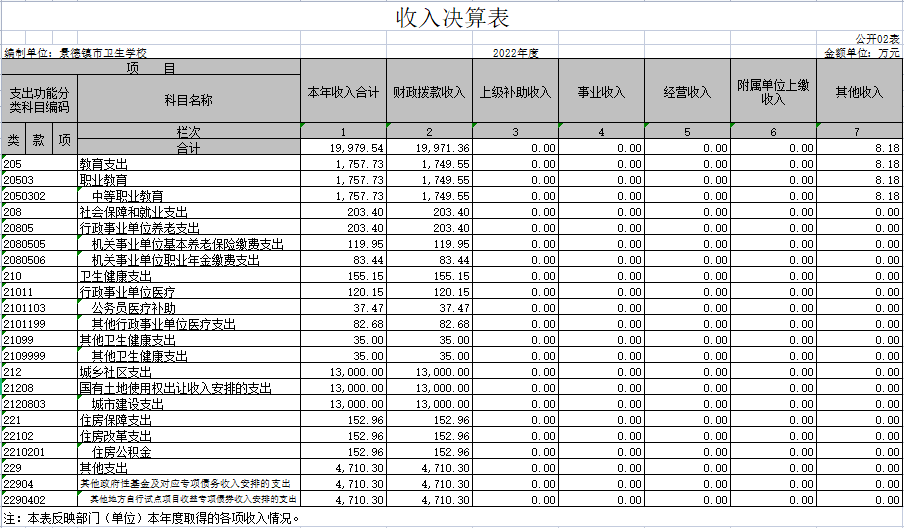 收入决算表
公开02表
编制单位：景德镇市卫生学校 2022年度 金额单位：万元
项 目 本年收入合计 财政拨款收入 上级补助收入 事业收入 经营收入 附属单位上缴收入 其他收入
支出功能分类科目编码 科目名称
类 款 项 栏次 1 2 3 4 5 6 7
合计 19,979.54 19,971.36 0.00 0.00 0.00 0.00 8.18
205 教育支出 1,757.73 1,749.55 0.00 0.00 0.00 0.00 8.18
20503 职业教育 1,757.73 1,749.55 0.00 0.00 0.00 0.00 8.18
2050302 中等职业教育 1,757.73 1,749.55 0.00 0.00 0.00 0.00 8.18
208 社会保障和就业支出 203.40 203.40 0.00 0.00 0.00 0.00 0.00
20805 行政事业单位养老支出 203.40 203.40 0.00 0.00 0.00 0.00 0.00
2080505 机关事业单位基本养老保险缴费支出 119.95 119.95 0.00 0.00 0.00 0.00 0.00
2080506 机关事业单位职业年金缴费支出 83.44 83.44 0.00 0.00 0.00 0.00 0.00
210 卫生健康支出 155.15 155.15 0.00 0.00 0.00 0.00 0.00
21011 行政事业单位医疗 120.15 120.15 0.00 0.00 0.00 0.00 0.00
2101103 公务员医疗补助 37.47 37.47 0.00 0.00 0.00 0.00 0.00
2101199 其他行政事业单位医疗支出 82.68 82.68 0.00 0.00 0.00 0.00 0.00
21099 其他卫生健康支出 35.00 35.00 0.00 0.00 0.00 0.00 0.00
2109999 其他卫生健康支出 35.00 35.00 0.00 0.00 0.00 0.00 0.00
212 城乡社区支出 13,000.00 13,000.00 0.00 0.00 0.00 0.00 0.00
21208 国有土地使用权出让收入安排的支出 13,000.00 13,000.00 0.00 0.00 0.00 0.00 0.00
2120803 城市建设支出 13,000.00 13,000.00 0.00 0.00 0.00 0.00 0.00
221 住房保障支出 152.96 152.96 0.00 0.00 0.00 0.00 0.00
22102 住房改革支出 152.96 152.96 0.00 0.00 0.00 0.00 0.00
2210201 住房公积金 152.96 152.96 0.00 0.00 0.00 0.00 0.00
229 其他支出 4,710.30 4,710.30 0.00 0.00 0.00 0.00 0.00
22904 其他政府性基金及对应专项债务收入安排的支出 4,710.30 4,710.30 0.00 0.00 0.00 0.00 0.00
2290402 其他地方自行试点项目收益专项债券收入安排的支出 4,710.30 4,710.30 0.00 0.00 0.00 0.00 0.00
注：本表反映部门（单位）本年度取得的各项收入情况。